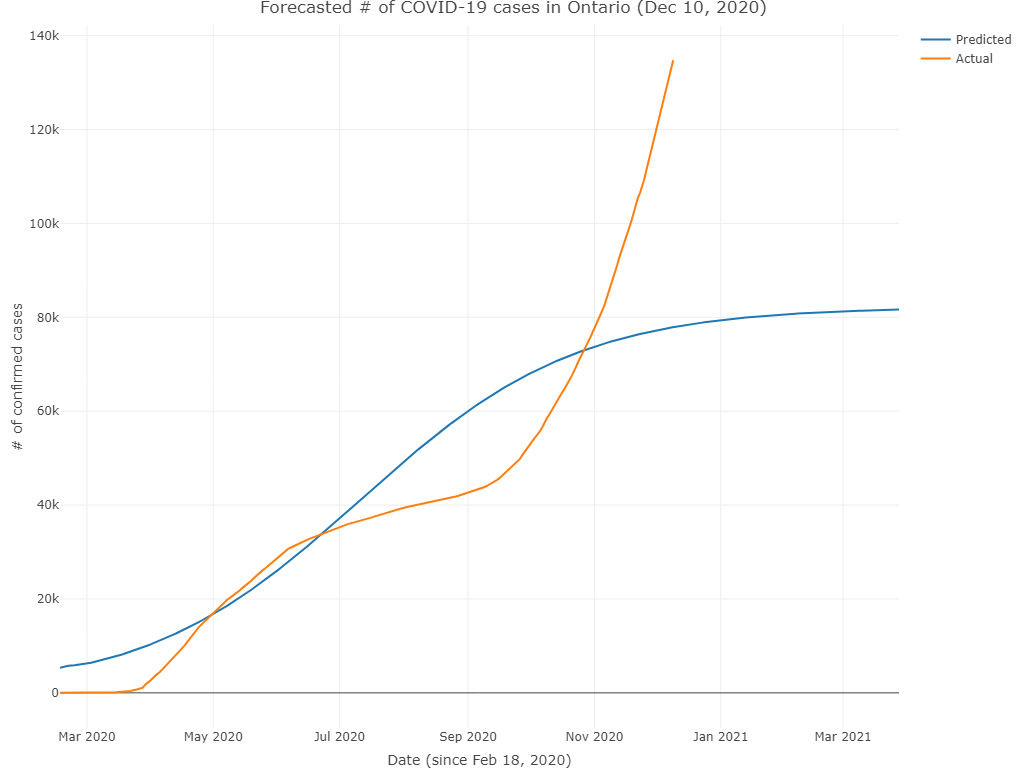 Forecasted # of COVID-19 cases in Ontario (Dec 10, 2020)
Predicted
Actual
140k
120k
100k
80k
60k
40k
20k
0
# of confirmed cases
Mar 2020
May 2020
Jul 2020
Sep 2020
Nov 2020
Jan 2021
Mar 2021
Date (since Feb 18, 2020)